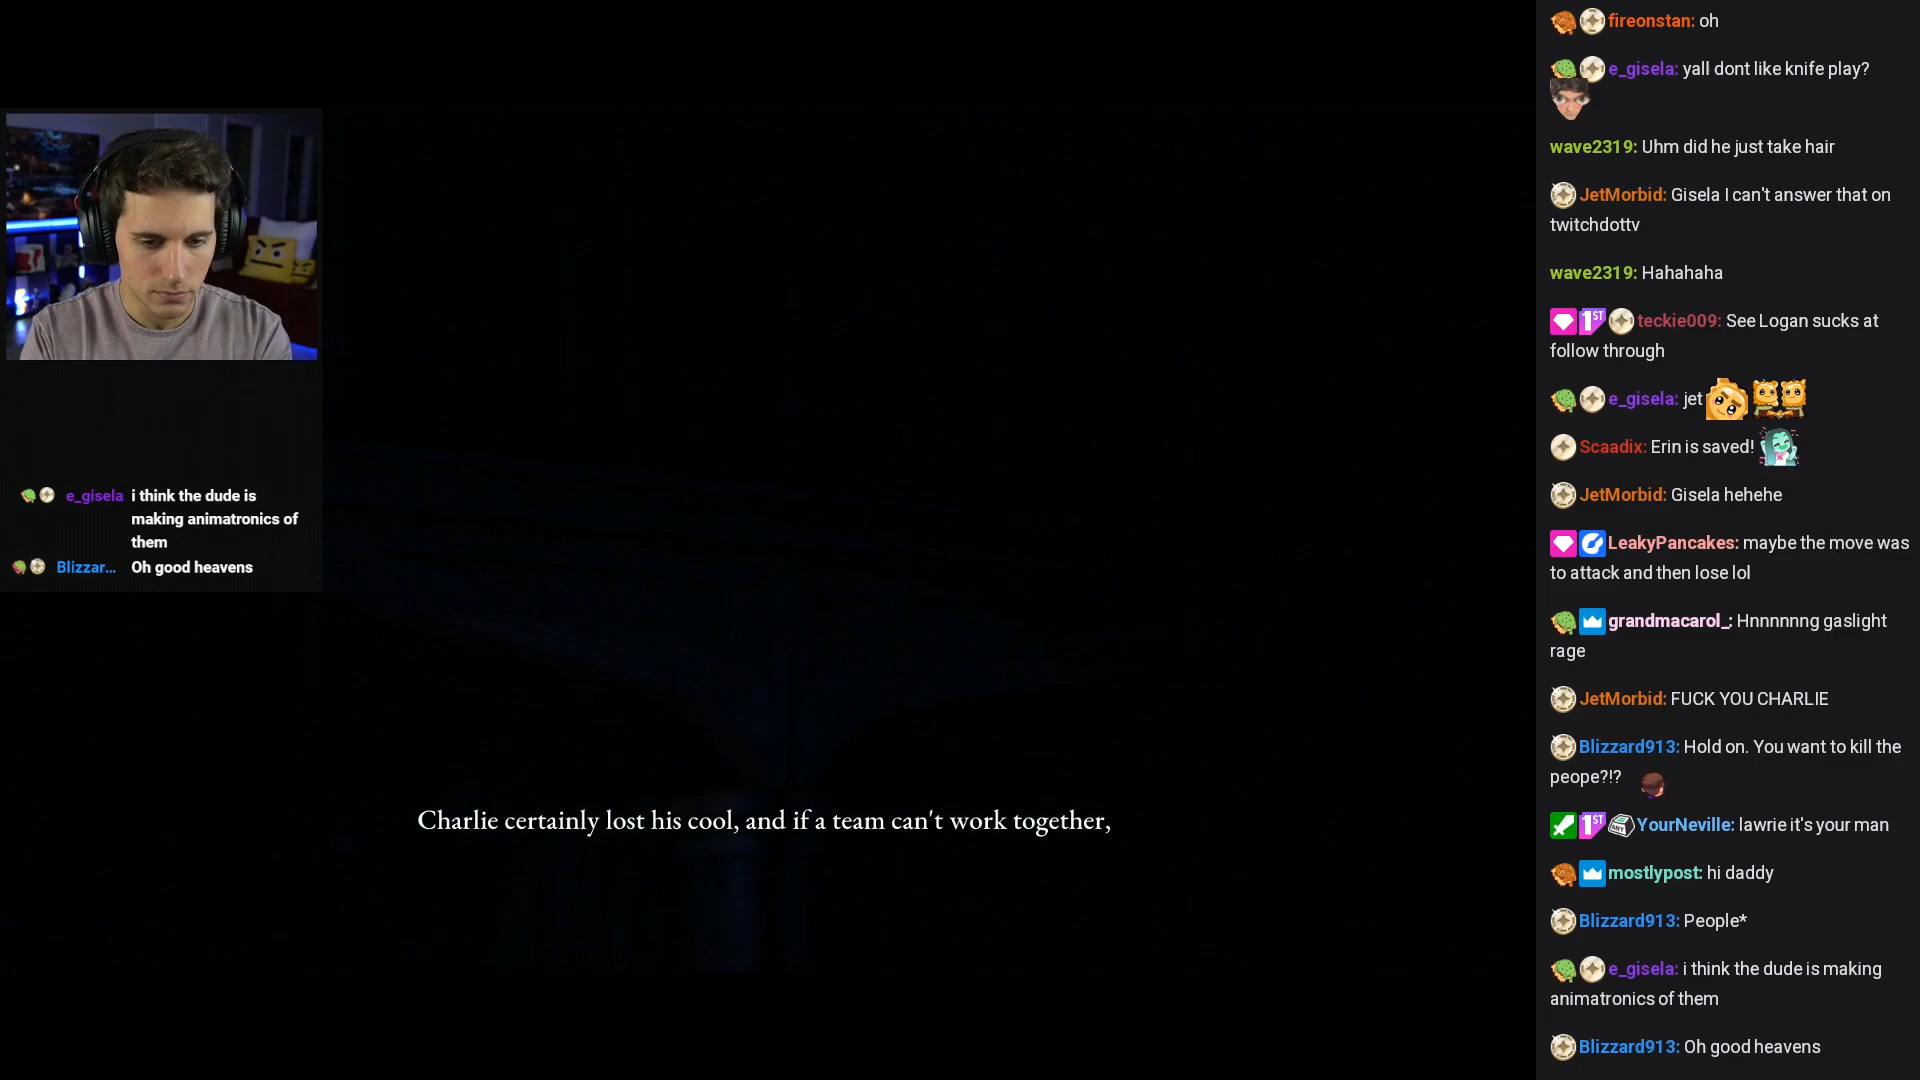 e_gisela i think the dude is
making animatronics of
them
Blizzar... Oh good heavens
Charlie certainly lost his cool, and if a team can't work together,
fireonstan: oh
e_gisela: yall dont like knife play?
wave2319: Uhm did he just take hair
JetMorbid: Gisela I can't answer that on
twitchdottv
wave2319: Hahahaha
1ST teckie009: See Logan sucks at
follow through
e_gisela: jet
Scaadix: Erin is saved!
JetMorbid: Gisela hehehe
LeakyPancakes: maybe the move was
to attack and then lose lol
grandmacarol_: Hnnnnnng gaslight
rage
JetMorbid: FUCK YOU CHARLIE
Blizzard913: Hold on. You want to kill the
peope?!?
1ST ANY YourNeville: lawrie it's your man
mostlypost: hi daddy
Blizzard913: People*
e_gisela: i think the dude is making
animatronics of them
Blizzard913: Oh good heavens